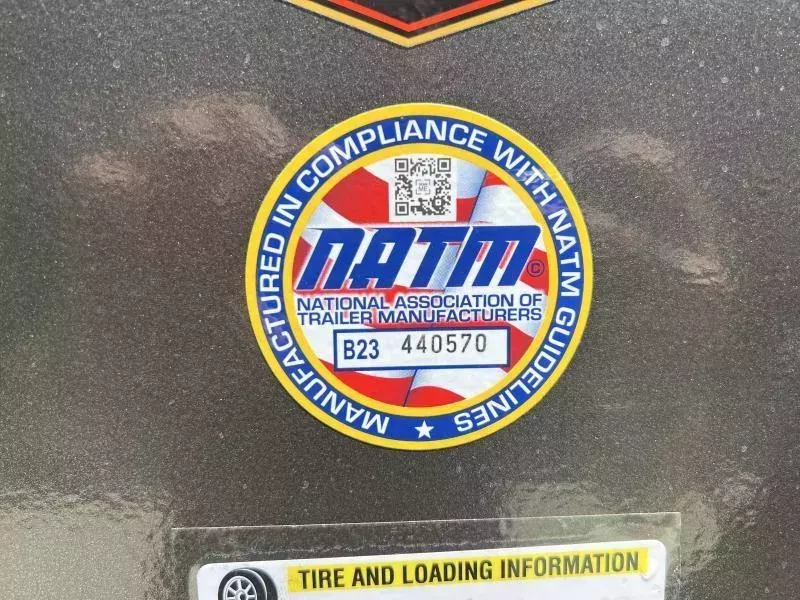 MANUFACTURED IN COMPLIANCE WITH NATM GUIDELINES
NATM ©
NATIONAL ASSOCIATION OF
TRAILER MANUFACTURERS
B23 440570
TIRE AND LOADING INFORMATION